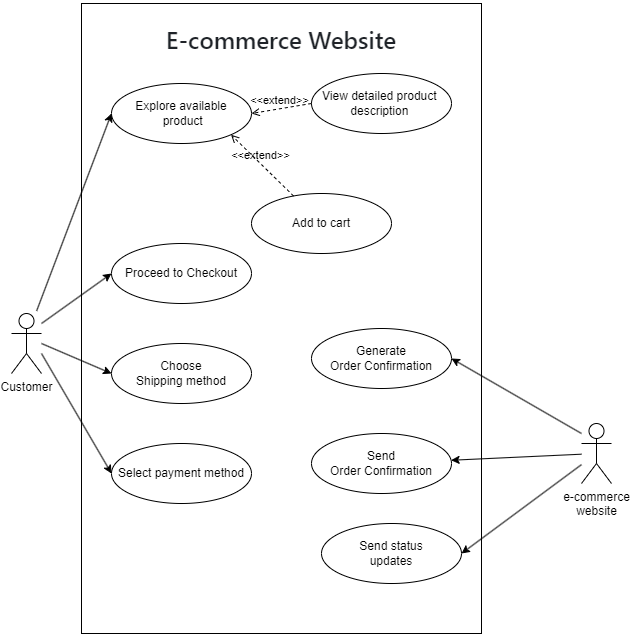 E-commerce Website
Explore available
product
<<extend>>
View detailed product
description
<<extend>>
Add to cart
Proceed to Checkout
Choose
Shipping method
Select payment method
Customer
Generate
Order Confirmation
Send
Order Confirmation
Send status
updates
e-commerce
website